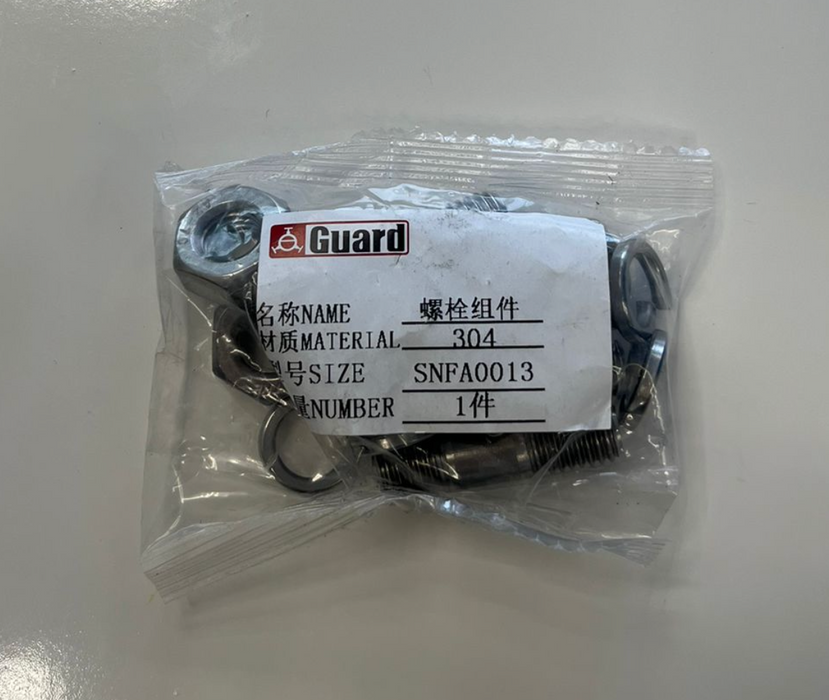 Guard
名称NAME 螺栓组件
材质MATERIAL 304
型号SIZE SNFA0013
量NUMBER 1件